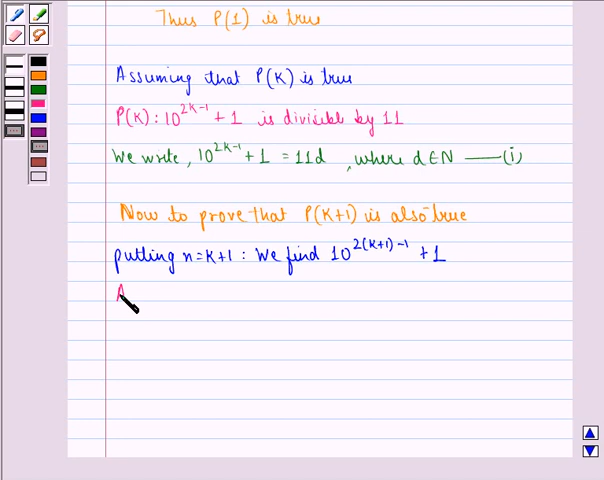 Thus P(1) is true
Assuming that P(K) is true
P(K) : 10^{2K-1} + 1 is divisible by 11
We write, 10^{2K-1} + 1 = 11d , where d ∈ N ——(i)
Now to prove that P(K+1) is also true
putting n = K+1 : We find 10^{2(K+1)-1} + 1